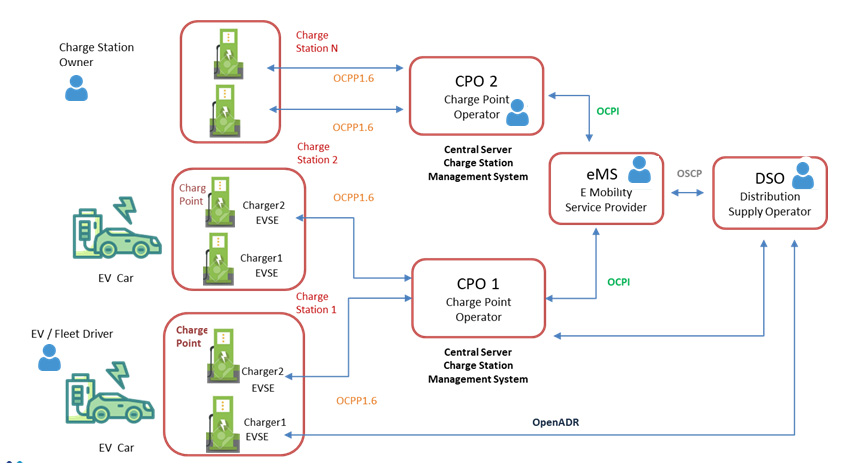 Charge Station
Owner
Charge
Station N
OCPP1.6
OCPP1.6
CPO 2
Charge Point
Operator
Central Server
Charge Station
Management System
OCPI
eMS
E Mobility
Service Provider
OSCP
DSO
Distribution
Supply Operator
Charge
Station 2
Charg
Point
Charger2
EVSE
Charger1
EVSE
OCPP1.6
EV Car
CPO 1
Charge Point
Operator
Central Server
Charge Station
Management System
OCPI
Charge
Station 1
EV / Fleet Driver
Charge
Point
Charger2
EVSE
Charger1
EVSE
OCPP1.6
OpenADR
EV Car